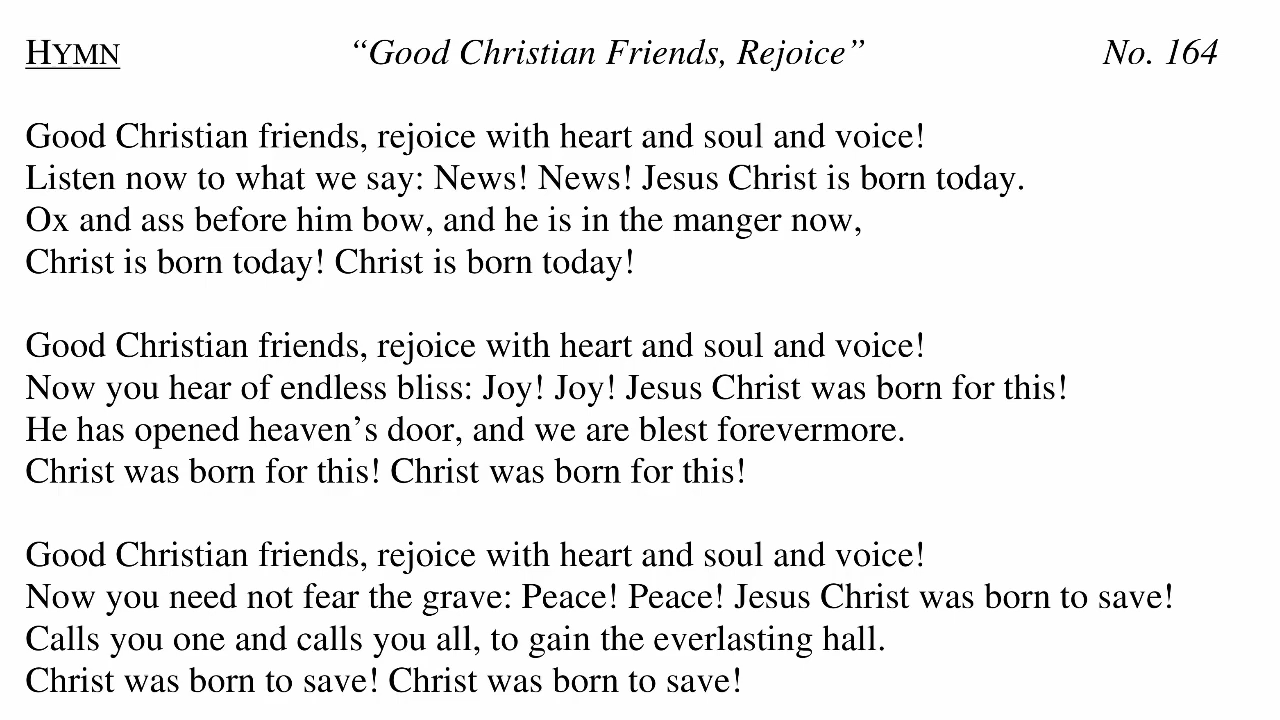 HYMN “Good Christian Friends, Rejoice” No. 164
Good Christian friends, rejoice with heart and soul and voice!
Listen now to what we say: News! News! Jesus Christ is born today.
Ox and ass before him bow, and he is in the manger now,
Christ is born today! Christ is born today!
Good Christian friends, rejoice with heart and soul and voice!
Now you hear of endless bliss: Joy! Joy! Jesus Christ was born for this!
He has opened heaven’s door, and we are blest forevermore.
Christ was born for this! Christ was born for this!
Good Christian friends, rejoice with heart and soul and voice!
Now you need not fear the grave: Peace! Peace! Jesus Christ was born to save!
Calls you one and calls you all, to gain the everlasting hall.
Christ was born to save! Christ was born to save!